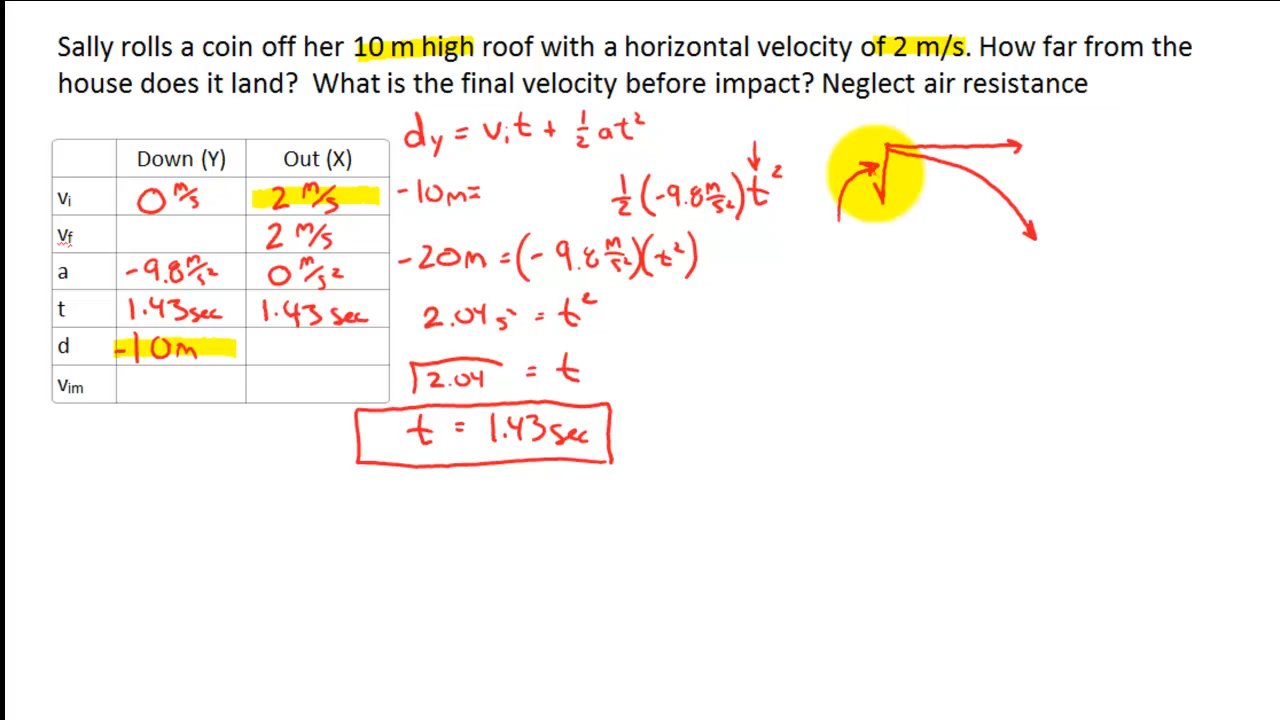 Sally rolls a coin off her 10 m high roof with a horizontal velocity of 2 m/s. How far from the
house does it land? What is the final velocity before impact? Neglect air resistance
Down (Y) Out (X)
Vi 0 m/s 2 m/s
Vf 2 m/s
a -9.8 m/s² 0 m/s²
t 1.43 sec 1.43 sec
d -10m
Vim
dy = vit + ½at²
-10m = ½(-9.8 m/s²)t²
-20m = (-9.8 m/s²)(t²)
2.04 s² = t²
√2.04 = t
t = 1.43 sec